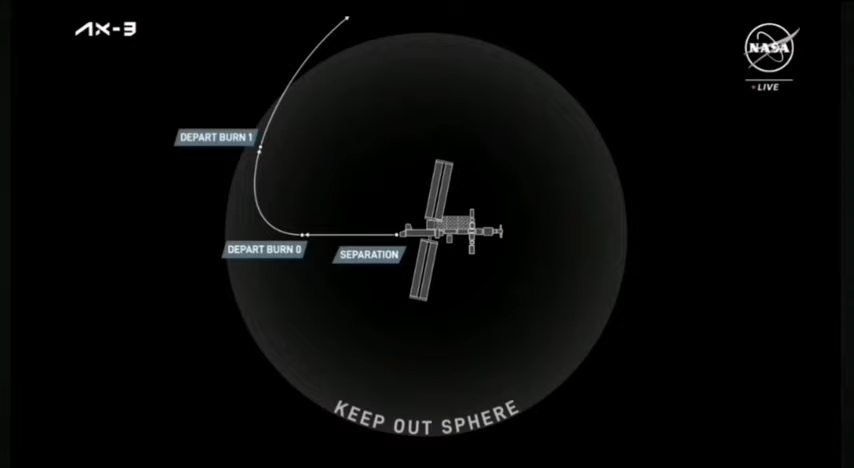 AX-3
NASA
LIVE
DEPART BURN 1
DEPART BURN 0
SEPARATION
KEEP OUT SPHERE